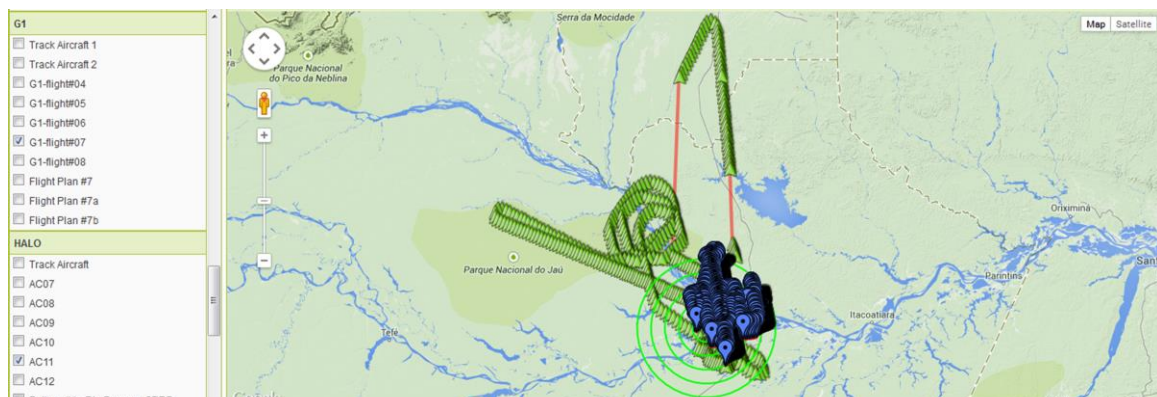 G1
Track Aircraft 1
Track Aircraft 2
G1-flight#04
G1-flight#05
G1-flight#06
G1-flight#07
G1-flight#08
Flight Plan #7
Flight Plan #7a
Flight Plan #7b
HALO
Track Aircraft
AC07
AC08
AC09
AC10
AC11
AC12
Serra da Mocidade
Map
Satellite
Parque Nacional
do Pico da Neblina
Parque Nacional do Jaú
Oriximiná
Parintins
Itacoatiara
Tefé